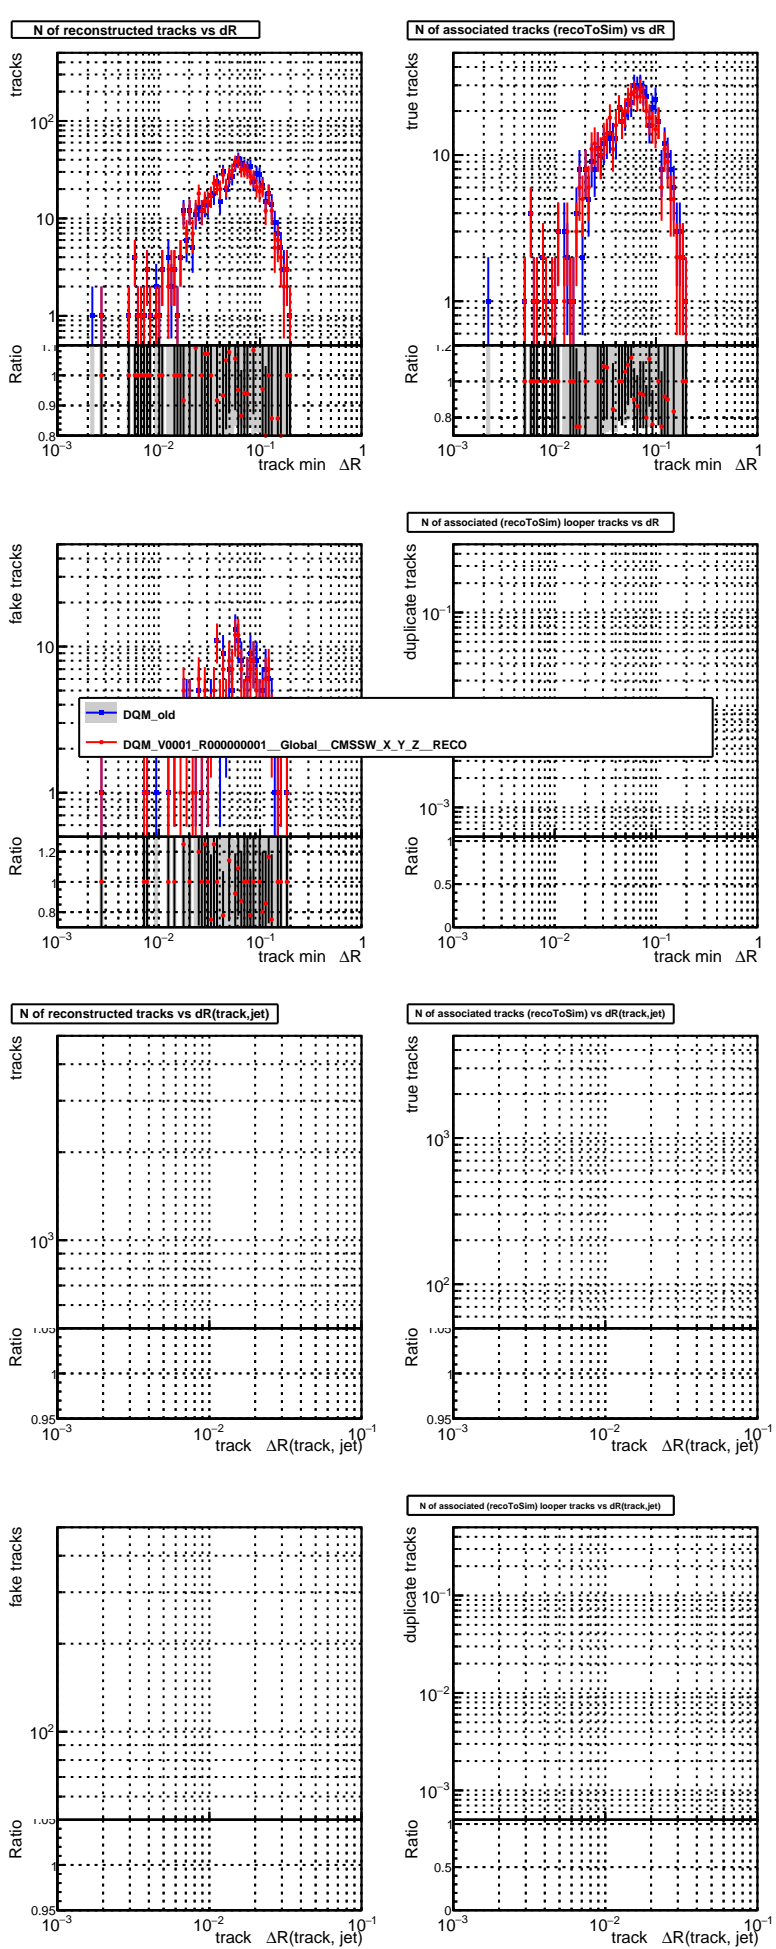 N of reconstructed tracks vs dR
tracks
10²
10
1
Ratio
1.1
1
0.9
0.8
10⁻³
10⁻²
10⁻¹
1
track min ΔR
N of associated tracks (recoToSim) vs dR
true tracks
10
1
Ratio
1.2
1
0.8
10⁻³
10⁻²
10⁻¹
1
track min ΔR
fake tracks
10
1
Ratio
1.2
1
0.8
10⁻³
10⁻²
10⁻¹
1
track min ΔR
N of associated (recoToSim) looper tracks vs dR
duplicate tracks
10⁻¹
10⁻³
Ratio
1
0.5
0
10⁻³
10⁻²
10⁻¹
1
track min ΔR
DQM_old
DQM_V0001_R000000001__Global__CMSSW_X_Y_Z__RECO
N of reconstructed tracks vs dR(track,jet)
tracks
10³
Ratio
1.05
1
0.95
10⁻³
10⁻²
10⁻¹
track ΔR(track, jet)
N of associated tracks (recoToSim) vs dR(track,jet)
true tracks
10³
10²
Ratio
1.05
1
0.95
10⁻³
10⁻²
10⁻¹
track ΔR(track, jet)
fake tracks
10²
Ratio
1.05
1
0.95
10⁻³
10⁻²
10⁻¹
track ΔR(track, jet)
N of associated (recoToSim) looper tracks vs dR(track,jet)
duplicate tracks
10⁻¹
10⁻²
10⁻³
Ratio
1
0.5
0
10⁻³
10⁻²
10⁻¹
track ΔR(track, jet)